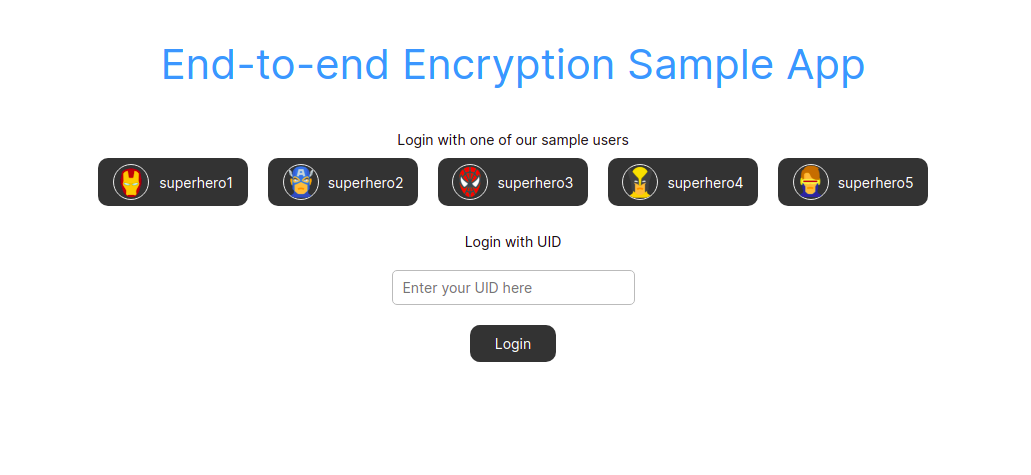 End-to-end Encryption Sample App
Login with one of our sample users
superhero1 superhero2 superhero3 superhero4 superhero5
Login with UID
Enter your UID here
Login